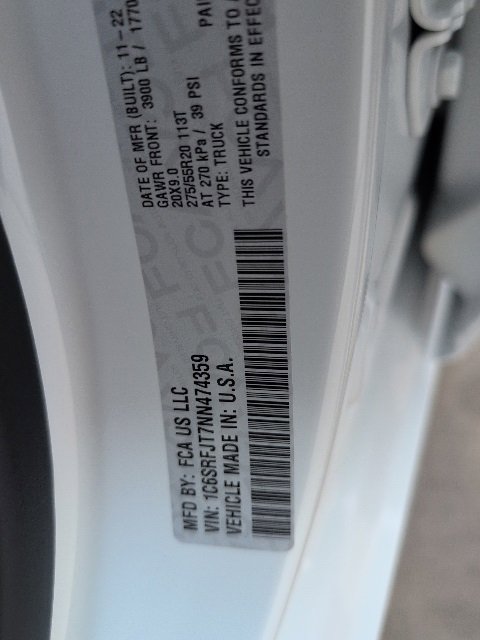 MFD BY: FCA US LLC
DATE OF MFR (BUILT): 11-22
GAWR FRONT: 3900 LB / 1770
20X9.0
275/55R20 113T
AT 270 kPa / 39 PSI
TYPE: TRUCK
THIS VEHICLE CONFORMS TO
STANDARDS IN EFFEC
VIN: 1C6SRFJT7NN474359
VEHICLE MADE IN: U.S.A.